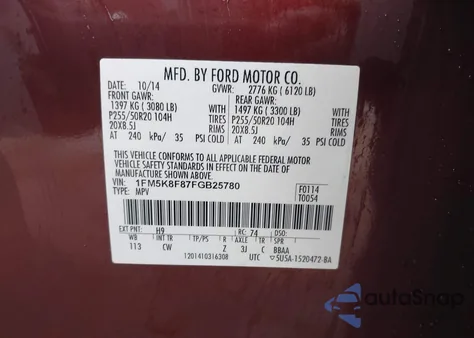 MFD. BY FORD MOTOR CO.
DATE: 10/14 GVWR: 2776 KG ( 6120 LB)
FRONT GAWR: REAR GAWR:
1397 KG ( 3080 LB) 1497 KG ( 3300 LB)
P255/50R20 104H TIRES P255/50R20 104H TIRES
20X8.5J RIMS 20X8.5J RIMS
AT 240 kPa/ 35 PSI COLD AT 240 kPa/ 35 PSI COLD
THIS VEHICLE CONFORMS TO ALL APPLICABLE FEDERAL MOTOR
VEHICLE SAFETY STANDARDS IN EFFECT ON THE DATE OF
MANUFACTURE SHOWN ABOVE.
VIN: 1FM5K8F87FGB25780 F0114
TYPE: MPV T0054
EXT PNT: H9 RC: 74 DSO:
WB INT TR TP/PS R AXLE TR SPR
113 CW Z 3J C BBAA
1201410316308 UTC 5U5A-1520472-BA
autoSnap